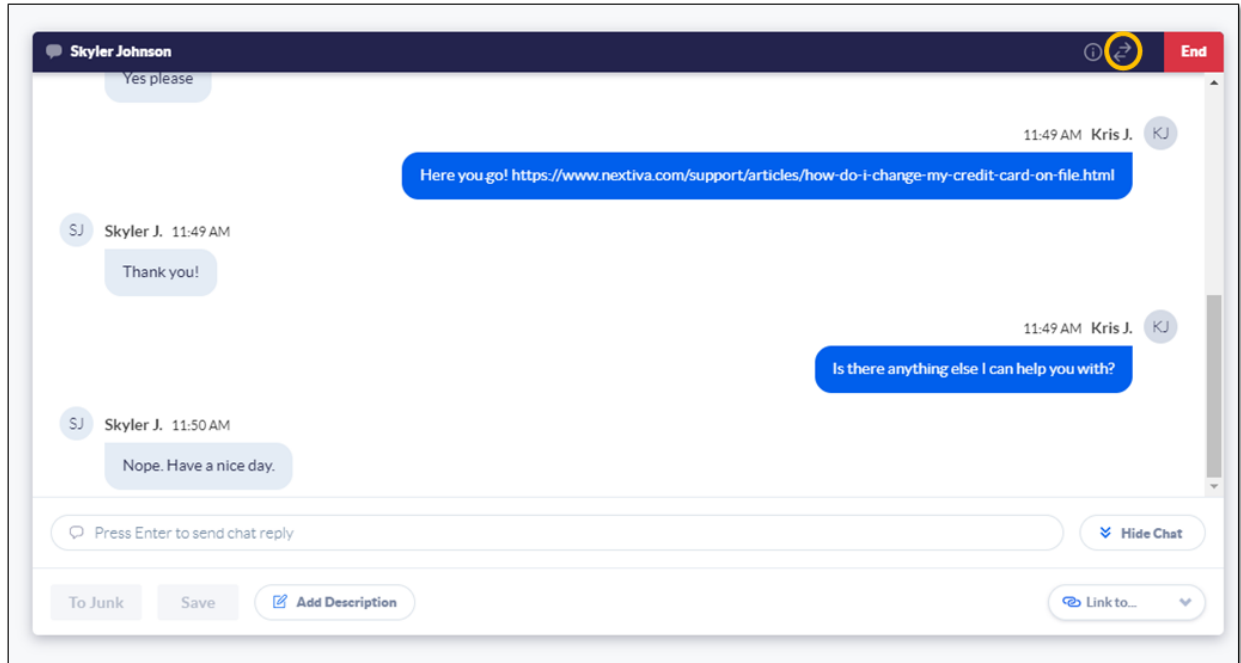 Skyler Johnson
End
Yes please
11:49 AM Kris J. KJ
Here you go! https://www.nextiva.com/support/articles/how-do-i-change-my-credit-card-on-file.html
SJ Skyler J. 11:49 AM
Thank you!
11:49 AM Kris J. KJ
Is there anything else I can help you with?
SJ Skyler J. 11:50 AM
Nope. Have a nice day.
Press Enter to send chat reply
Hide Chat
To Junk
Save
Add Description
Link to...